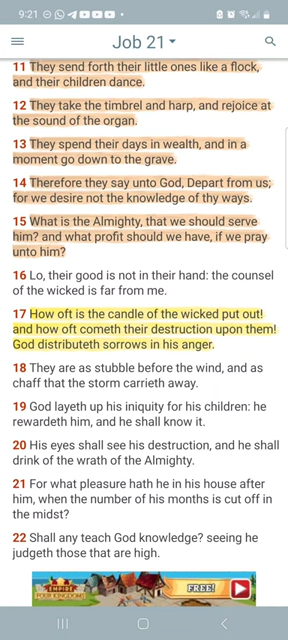 9:21
Job 21
11 They send forth their little ones like a flock,
and their children dance.
12 They take the timbrel and harp, and rejoice at
the sound of the organ.
13 They spend their days in wealth, and in a
moment go down to the grave.
14 Therefore they say unto God, Depart from us;
for we desire not the knowledge of thy ways.
15 What is the Almighty, that we should serve
him? and what profit should we have, if we pray
unto him?
16 Lo, their good is not in their hand: the counsel
of the wicked is far from me.
17 How oft is the candle of the wicked put out!
and how oft cometh their destruction upon them!
God distributeth sorrows in his anger.
18 They are as stubble before the wind, and as
chaff that the storm carrieth away.
19 God layeth up his iniquity for his children: he
rewardeth him, and he shall know it.
20 His eyes shall see his destruction, and he shall
drink of the wrath of the Almighty.
21 For what pleasure hath he in his house after
him, when the number of his months is cut off in
the midst?
22 Shall any teach God knowledge? seeing he
judgeth those that are high.
EMPIRE
FOUR KINGDOMS
FREE!